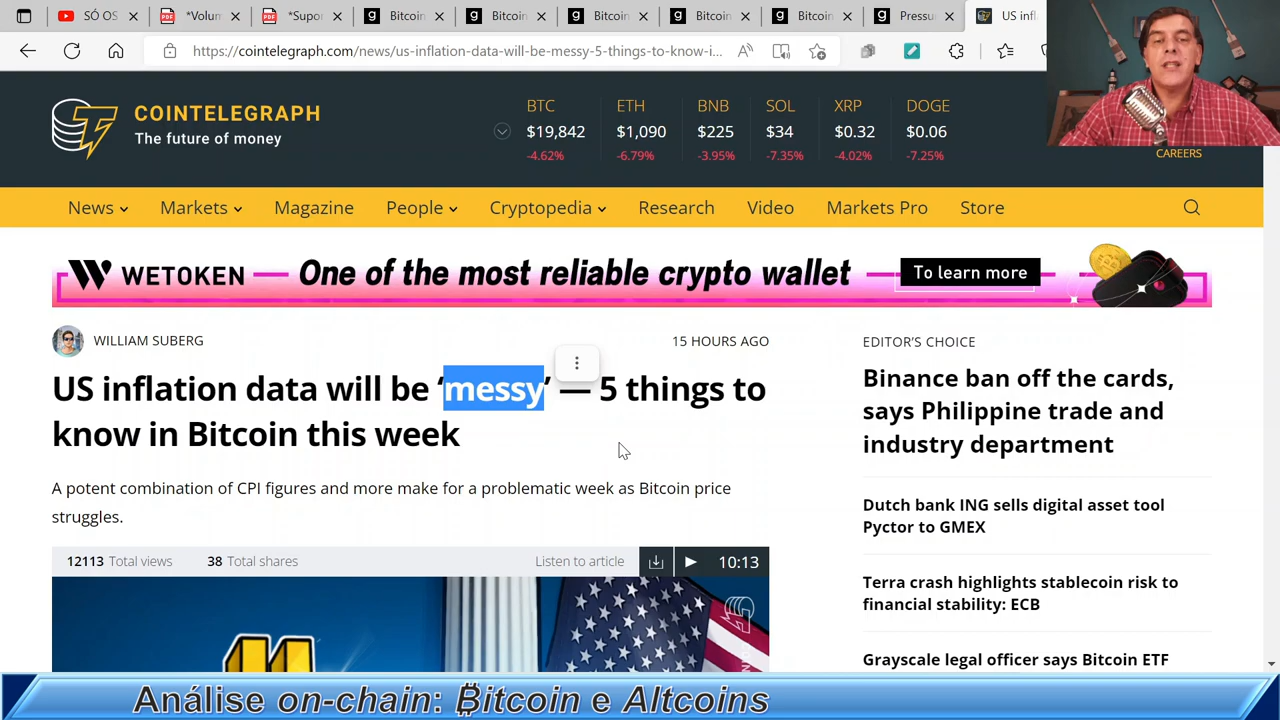 SÓ OS
*Volun
*Supor
Bitcoin
Bitcoin
Bitcoin
Bitcoin
Bitcoin
Pressu
US infl
https://cointelegraph.com/news/us-inflation-data-will-be-messy-5-things-to-know-i...
COINTELEGRAPH
The future of money
BTC ETH BNB SOL XRP DOGE
$19,842 $1,090 $225 $34 $0.32 $0.06
-4.62% -6.79% -3.95% -7.35% -4.02% -7.25%
CAREERS
News Markets Magazine People Cryptopedia Research Video Markets Pro Store
WETOKEN One of the most reliable crypto wallet To learn more
WILLIAM SUBERG 15 HOURS AGO
US inflation data will be ‘messy’ — 5 things to
know in Bitcoin this week
A potent combination of CPI figures and more make for a problematic week as Bitcoin price
struggles.
12113 Total views 38 Total shares Listen to article 10:13
EDITOR’S CHOICE
Binance ban off the cards,
says Philippine trade and
industry department
Dutch bank ING sells digital asset tool
Pyctor to GMEX
Terra crash highlights stablecoin risk to
financial stability: ECB
Grayscale legal officer says Bitcoin ETF
Análise on-chain: ₿itcoin e Altcoins